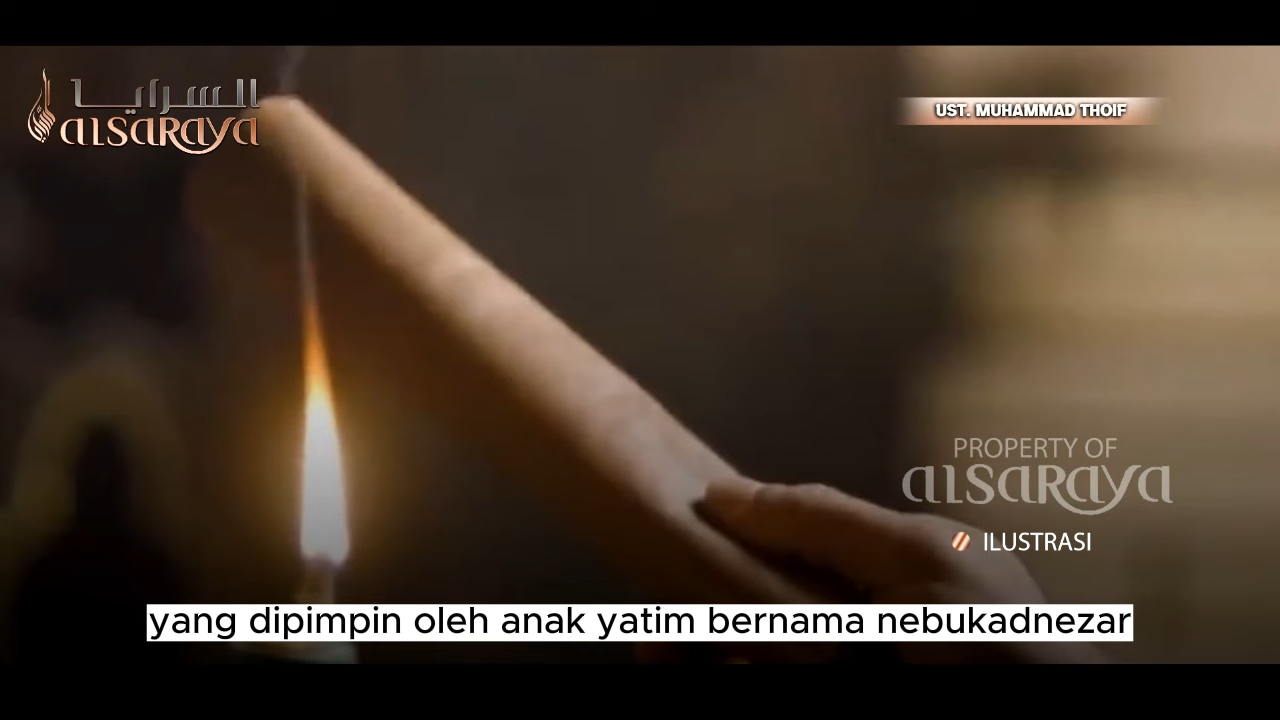 السرايا
alsaraya
UST. MUHAMMAD THOIF
PROPERTY OF
alsaraya
ILUSTRASI
yang dipimpin oleh anak yatim bernama nebukadnezar